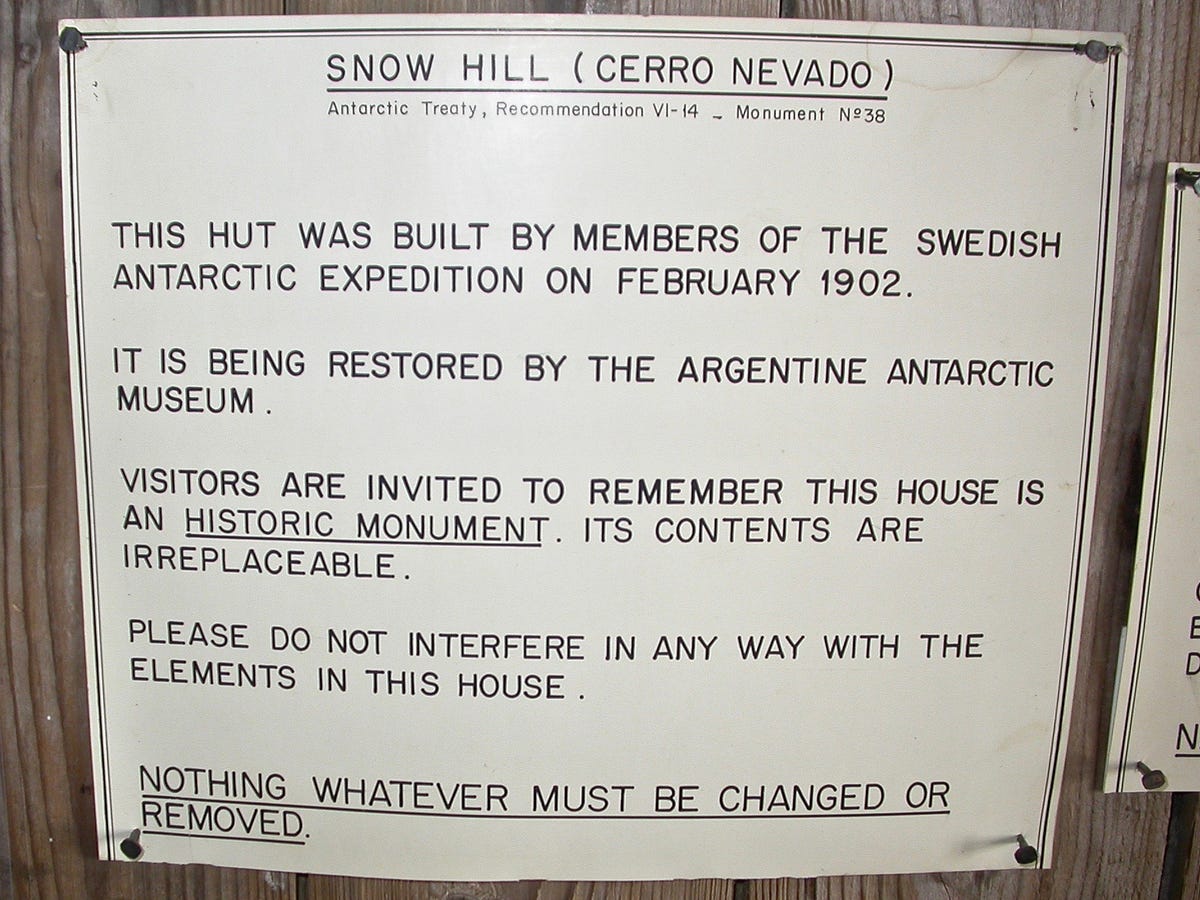 SNOW HILL (CERRO NEVADO)
Antarctic Treaty, Recommendation VI-14 _ Monument Nº38
THIS HUT WAS BUILT BY MEMBERS OF THE SWEDISH
ANTARCTIC EXPEDITION ON FEBRUARY 1902.
IT IS BEING RESTORED BY THE ARGENTINE ANTARCTIC
MUSEUM.
VISITORS ARE INVITED TO REMEMBER THIS HOUSE IS
AN HISTORIC MONUMENT. ITS CONTENTS ARE
IRREPLACEABLE.
PLEASE DO NOT INTERFERE IN ANY WAY WITH THE
ELEMENTS IN THIS HOUSE.
NOTHING WHATEVER MUST BE CHANGED OR
REMOVED.